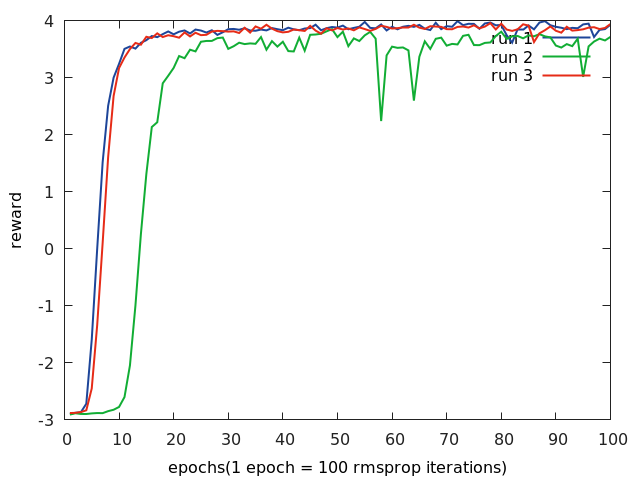 4
3
2
1
0
-1
-2
-3
reward
run 1
run 2
run 3
0 10 20 30 40 50 60 70 80 90 100
epochs(1 epoch = 100 rmsprop iterations)